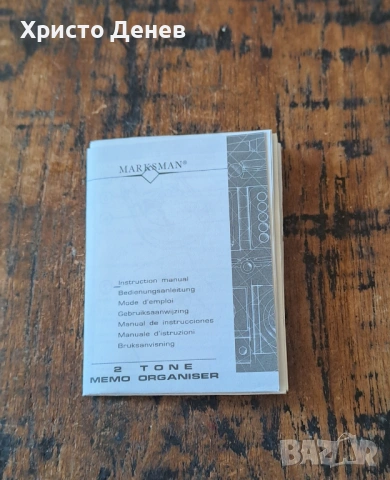 Христо Денев
MARKSMAN®
Instruction manual
Bedienungsanleitung
Mode d'emploi
Gebruiksaanwijzing
Manual de instrucciones
Manuale d'istruzioni
Bruksanvisning
2 TONE
MEMO ORGANISER
BAZAR